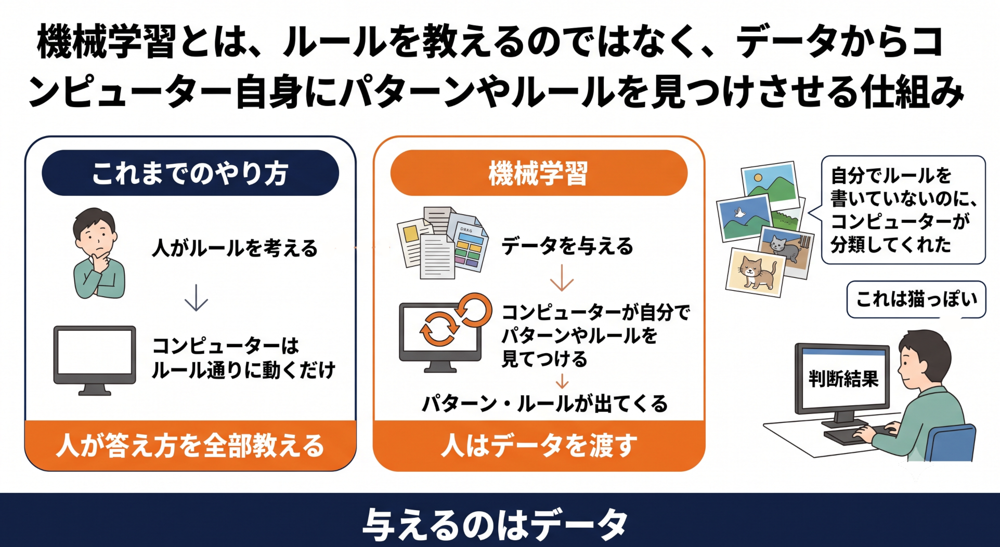 機械学習とは、ルールを教えるのではなく、データからコ
ンピューター自身にパターンやルールを見つけさせる仕組み
これまでのやり方
人がルールを考える
コンピューターは
ルール通りに動くだけ
人が答え方を全部教える
機械学習
データを与える
コンピューターが自分で
パターンやルールを
見てつける
パターン・ルールが出てくる
人はデータを渡す
自分でルールを
書いていないのに、
コンピューターが
分類してくれた
これは猫っぽい
判断結果
与えるのはデータ